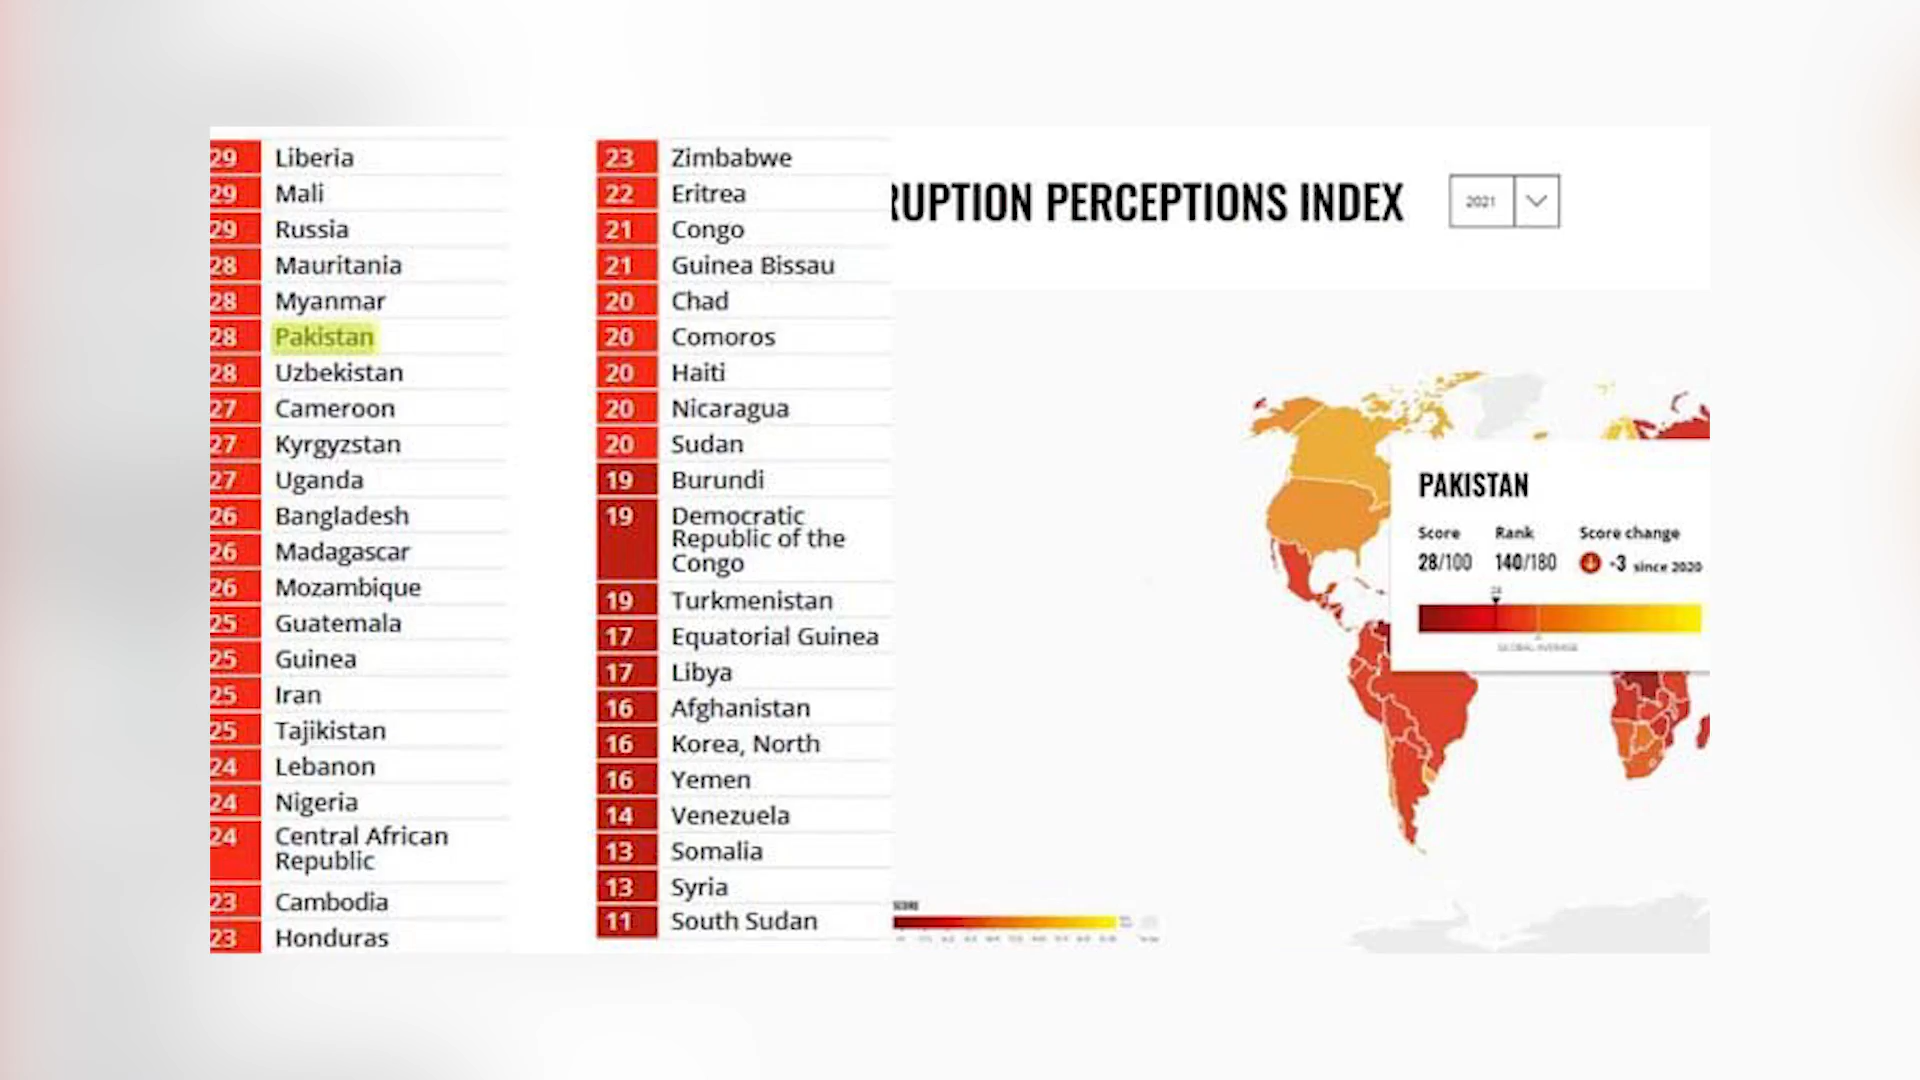 29 Liberia
29 Mali
29 Russia
28 Mauritania
28 Myanmar
28 Pakistan
28 Uzbekistan
27 Cameroon
27 Kyrgyzstan
27 Uganda
26 Bangladesh
26 Madagascar
26 Mozambique
25 Guatemala
25 Guinea
25 Iran
25 Tajikistan
24 Lebanon
24 Nigeria
24 Central African
Republic
23 Cambodia
23 Honduras
23 Zimbabwe
22 Eritrea
21 Congo
21 Guinea Bissau
20 Chad
20 Comoros
20 Haiti
20 Nicaragua
20 Sudan
19 Burundi
19 Democratic
Republic of the
Congo
19 Turkmenistan
17 Equatorial Guinea
17 Libya
16 Afghanistan
16 Korea, North
16 Yemen
14 Venezuela
13 Somalia
13 Syria
11 South Sudan
RUPTION PERCEPTIONS INDEX
2021
PAKISTAN
Score Rank Score change
28/100 140/180 -3 since 2020
28
GLOBAL AVERAGE
SCORE